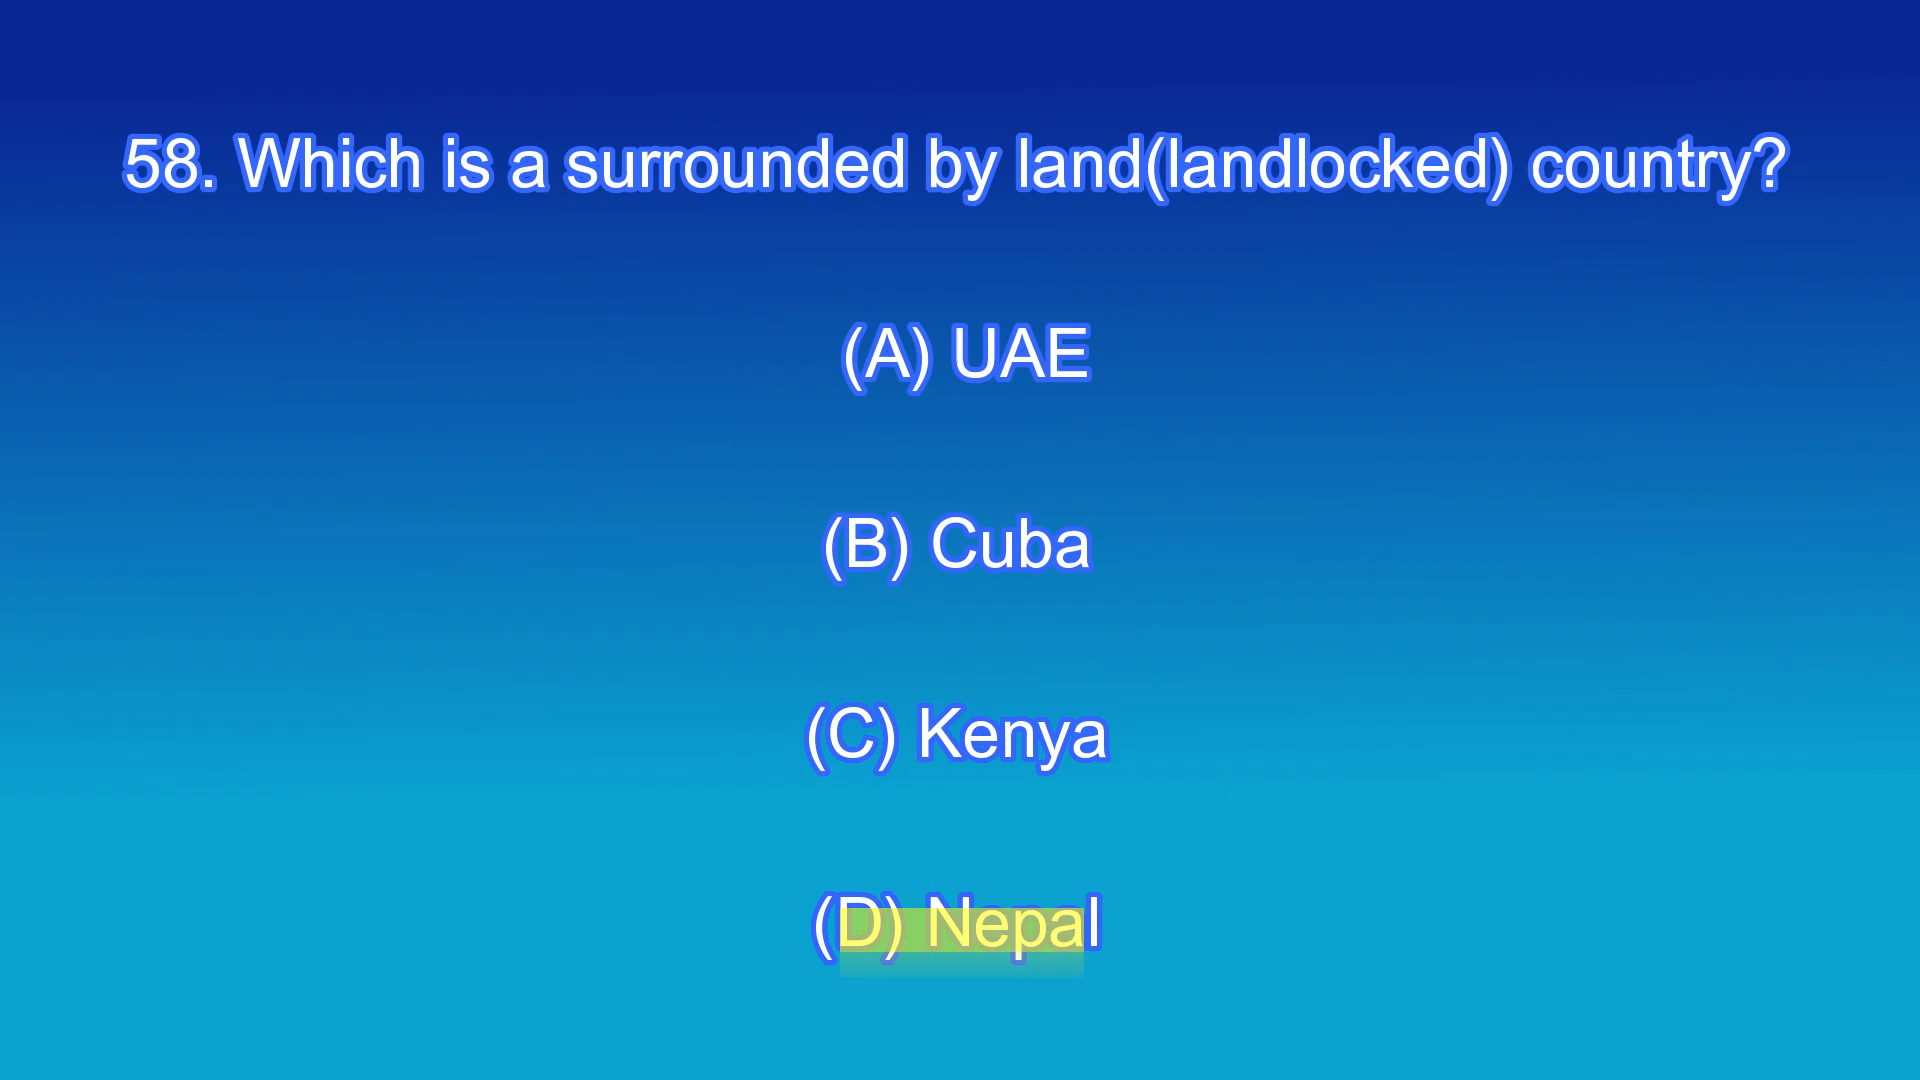 58. Which is a surrounded by land(landlocked) country?
(A) UAE
(B) Cuba
(C) Kenya
(D) Nepal